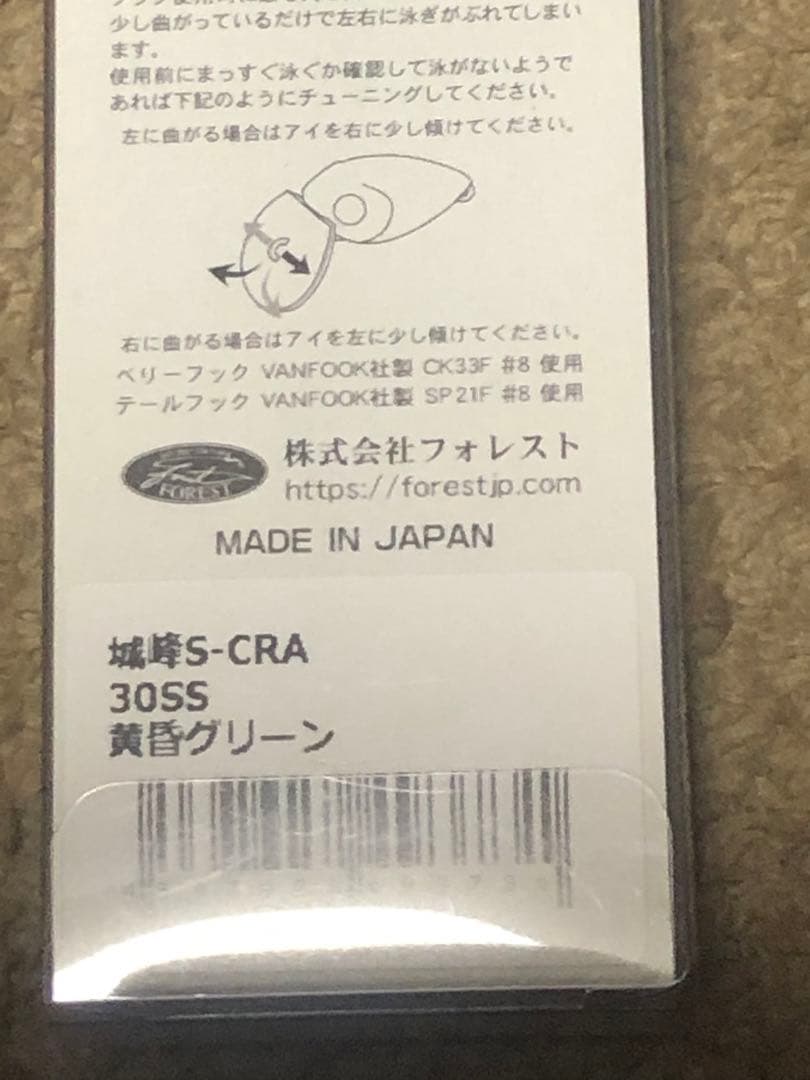 少し曲がっているだけで左右に泳ぎがぶれてしまい
ます。
使用前にまっすぐ泳ぐか確認して泳がないようで
あれば下記のようにチューニングしてください。
左に曲がる場合はアイを右に少し傾けてください。
右に曲がる場合はアイを左に少し傾けてください。
ベリーフック VANFOOK社製 CK33F #8 使用
テールフック VANFOOK社製 SP21F #8 使用
FOREST
株式会社フォレスト
https://forestjp.com
MADE IN JAPAN
城峰S-CRA
30SS
黄昏グリーン